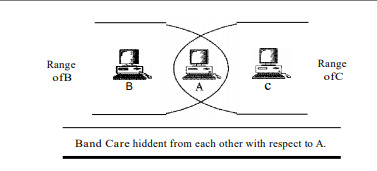 Range
ofB
B
A
C
Range
ofC
Band Care hiddent from each other with respect to A.